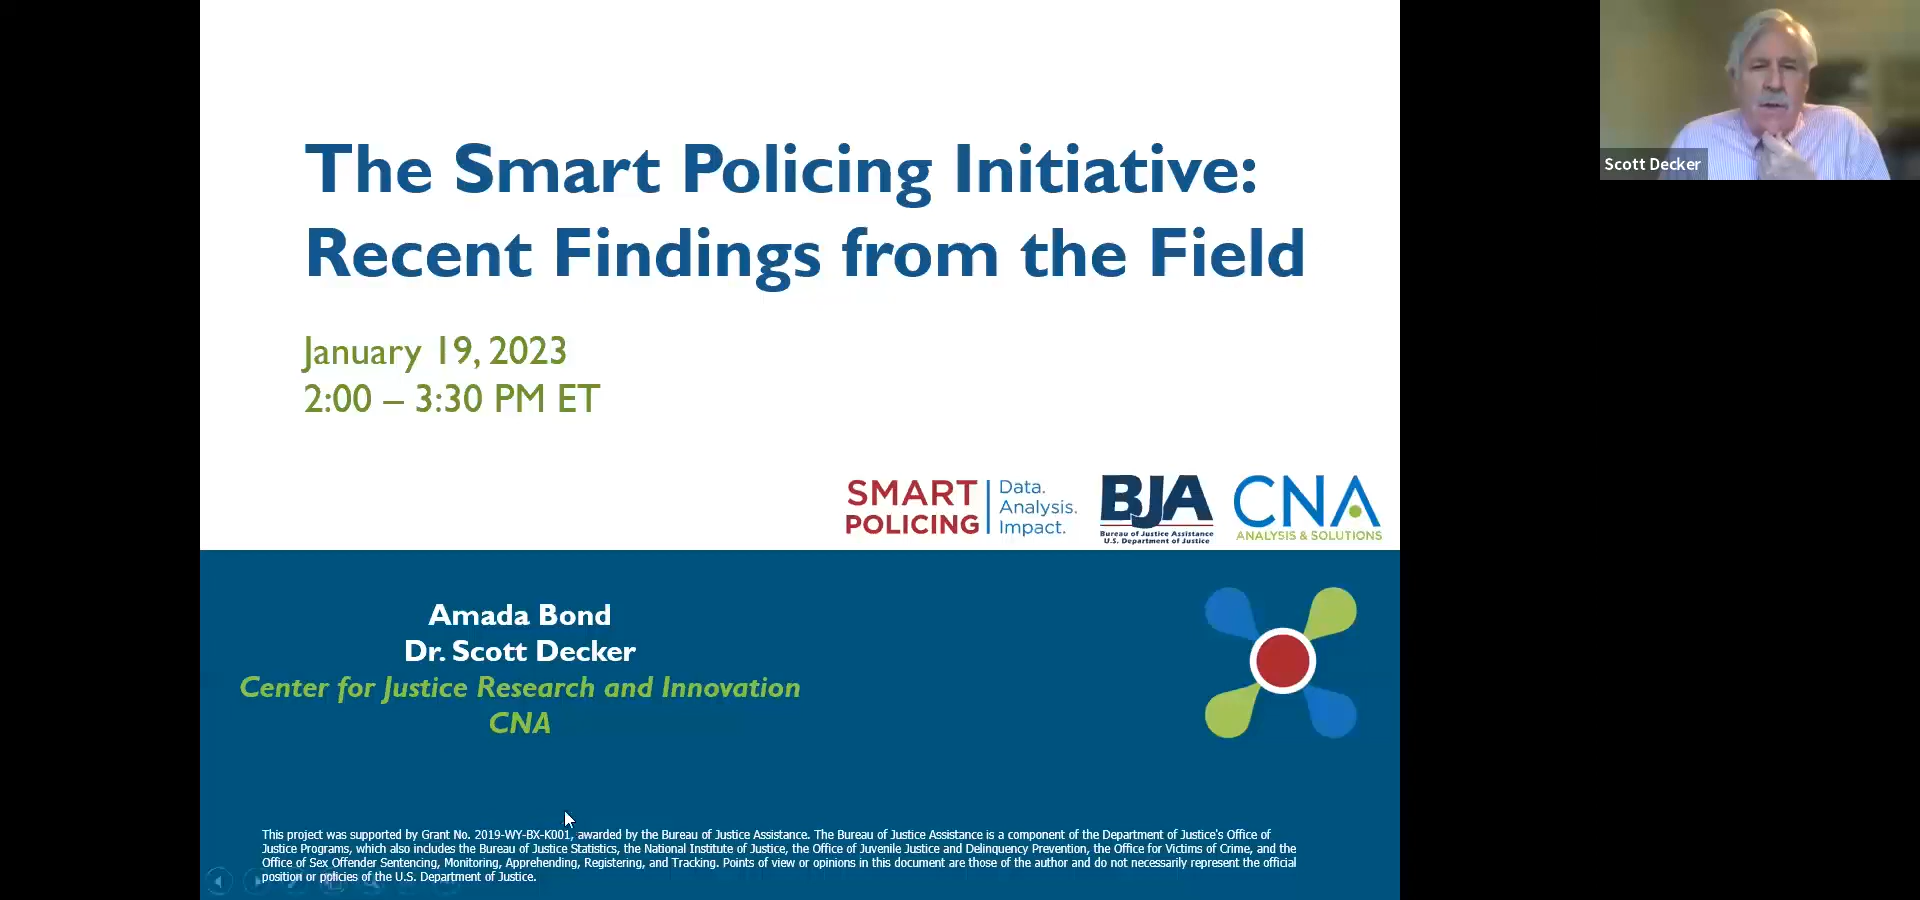 The Smart Policing Initiative:
Recent Findings from the Field
January 19, 2023
2:00 – 3:30 PM ET
SMART
POLICING
Data.
Analysis.
Impact.
BJA
Bureau of Justice Assistance
U.S. Department of Justice
CNA
ANALYSIS & SOLUTIONS
Amada Bond
Dr. Scott Decker
Center for Justice Research and Innovation
CNA
This project was supported by Grant No. 2019-WY-BX-K001, awarded by the Bureau of Justice Assistance. The Bureau of Justice Assistance is a component of the Department of Justice's Office of
Justice Programs, which also includes the Bureau of Justice Statistics, the National Institute of Justice, the Office of Juvenile Justice and Delinquency Prevention, the Office for Victims of Crime, and the
Office of Sex Offender Sentencing, Monitoring, Apprehending, Registering, and Tracking. Points of view or opinions in this document are those of the author and do not necessarily represent the official
position or policies of the U.S. Department of Justice.
Scott Decker